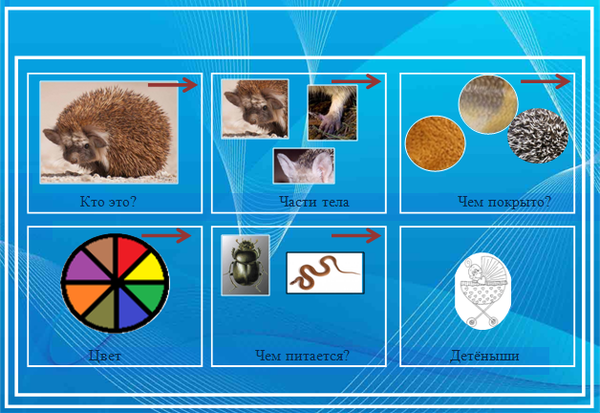 Кто это?
Части тела
Чем покрыто?
Цвет
Чем питается?
Детёныши